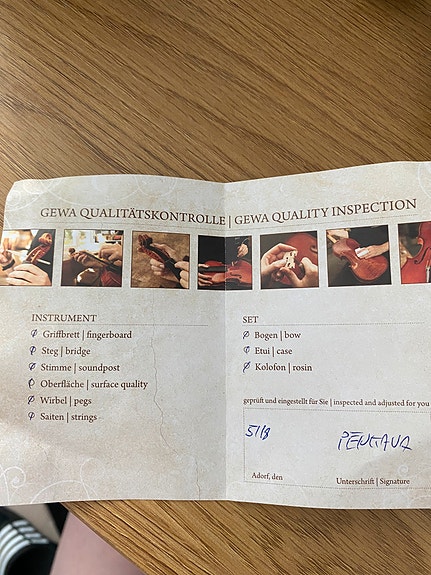 GEWA QUALITÄTSKONTROLLE | GEWA QUALITY INSPECTION
INSTRUMENT
Griffbrett | fingerboard
Steg | bridge
Stimme | soundpost
Oberfläche | surface quality
Wirbel | pegs
Saiten | strings
SET
Bogen | bow
Etui | case
Kolofon | rosin
geprüft und eingestellt für Sie | inspected and adjusted for you
Adorf, den
Unterschrift | Signature